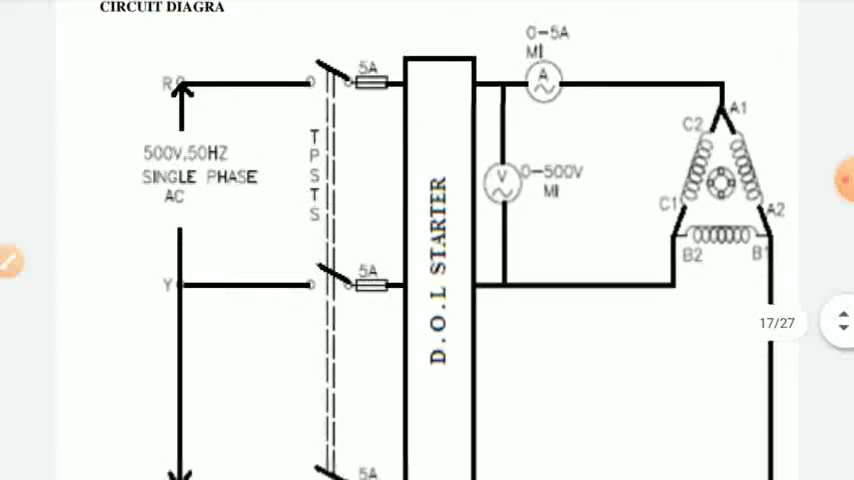 CIRCUIT DIAGRA
0-5A
MI
R
5A
A
A1
C2
500V,50HZ
SINGLE PHASE
AC
TPSTS
V
0-500V
MI
C1
A2
D.O.L STARTER
B2
B1
Y
5A
17/27
5A